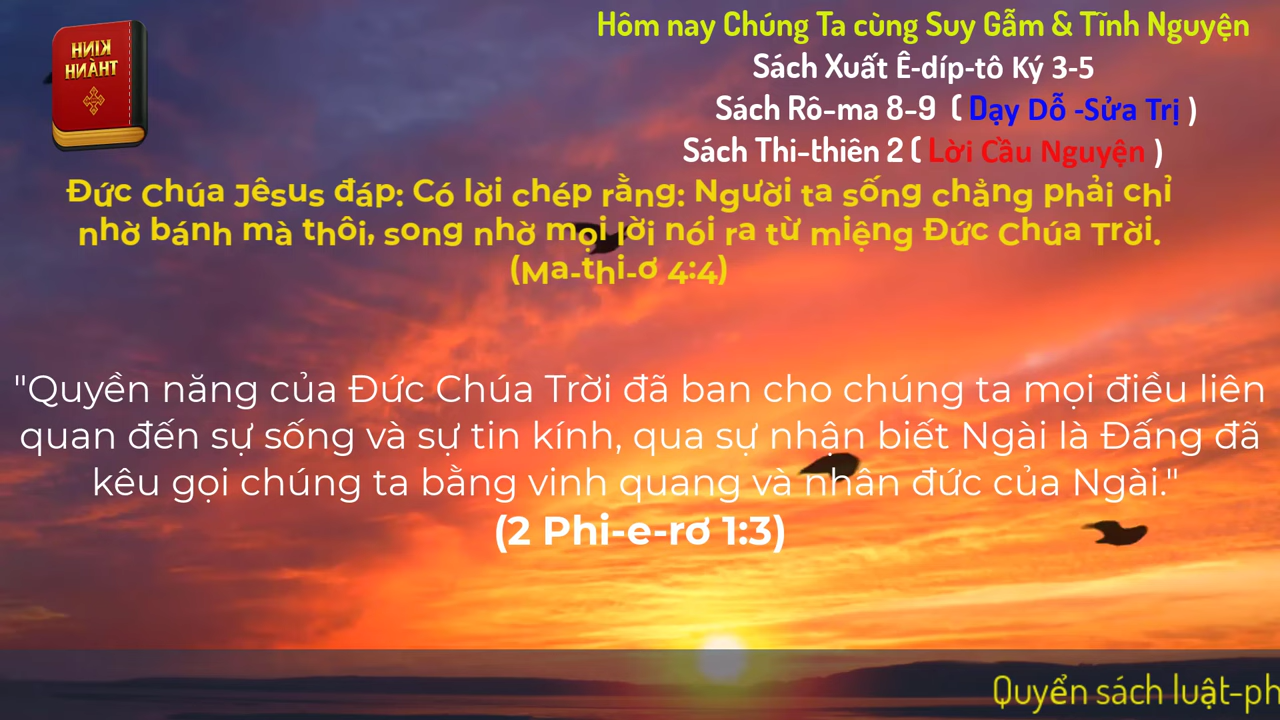 KINH
THÁNH
Hôm nay Chúng Ta cùng Suy Gẫm & Tĩnh Nguyện
Sách Xuất Ê-díp-tô Ký 3-5
Sách Rô-ma 8-9 ( Dạy Dỗ -Sửa Trị )
Sách Thi-thiên 2 ( Lời Cầu Nguyện )
Đức Chúa Jêsus đáp: Có lời chép rằng: Người ta sống chẳng phải chỉ
nhờ bánh mà thôi, song nhờ mọi lời nói ra từ miệng Đức Chúa Trời.
(Ma-thi-ơ 4:4)
"Quyền năng của Đức Chúa Trời đã ban cho chúng ta mọi điều liên
quan đến sự sống và sự tin kính, qua sự nhận biết Ngài là Đấng đã
kêu gọi chúng ta bằng vinh quang và nhân đức của Ngài."
(2 Phi-e-rơ 1:3)
Quyển sách luật-ph